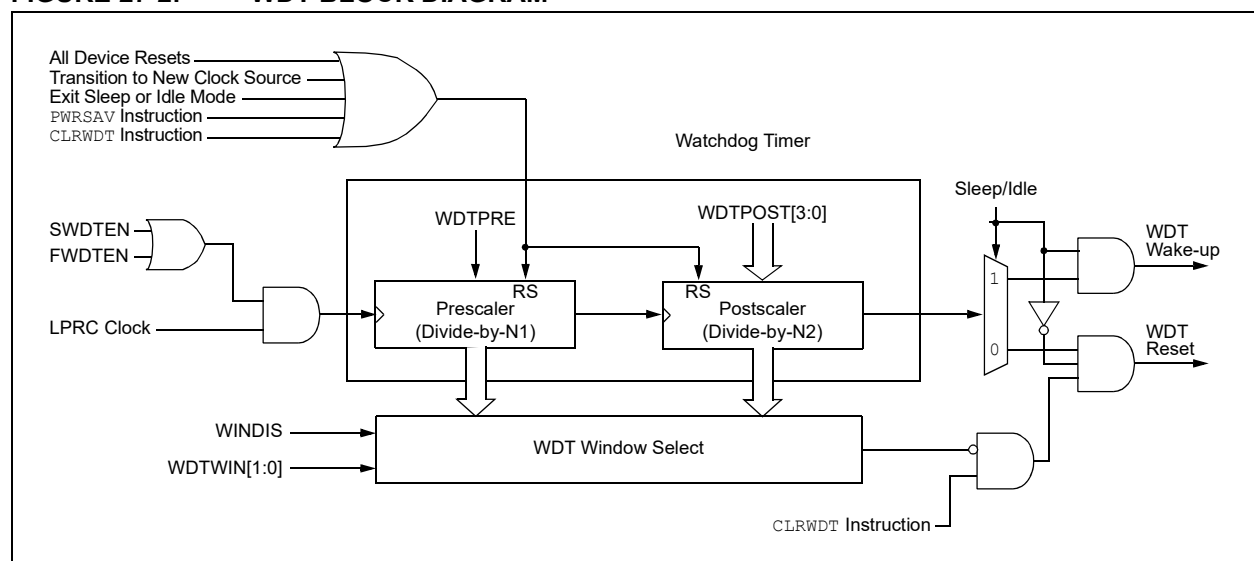 All Device Resets
Transition to New Clock Source
Exit Sleep or Idle Mode
PWRSAV Instruction
CLRWDT Instruction
Watchdog Timer
Sleep/Idle
SWDTEN
FWDTEN
WDTPRE
WDTPOST[3:0]
WDT
Wake-up
RS
RS
1
Prescaler
(Divide-by-N1)
Postscaler
(Divide-by-N2)
LPRC Clock
0
WDT
Reset
WINDIS
WDTWIN[1:0]
WDT Window Select
CLRWDT Instruction